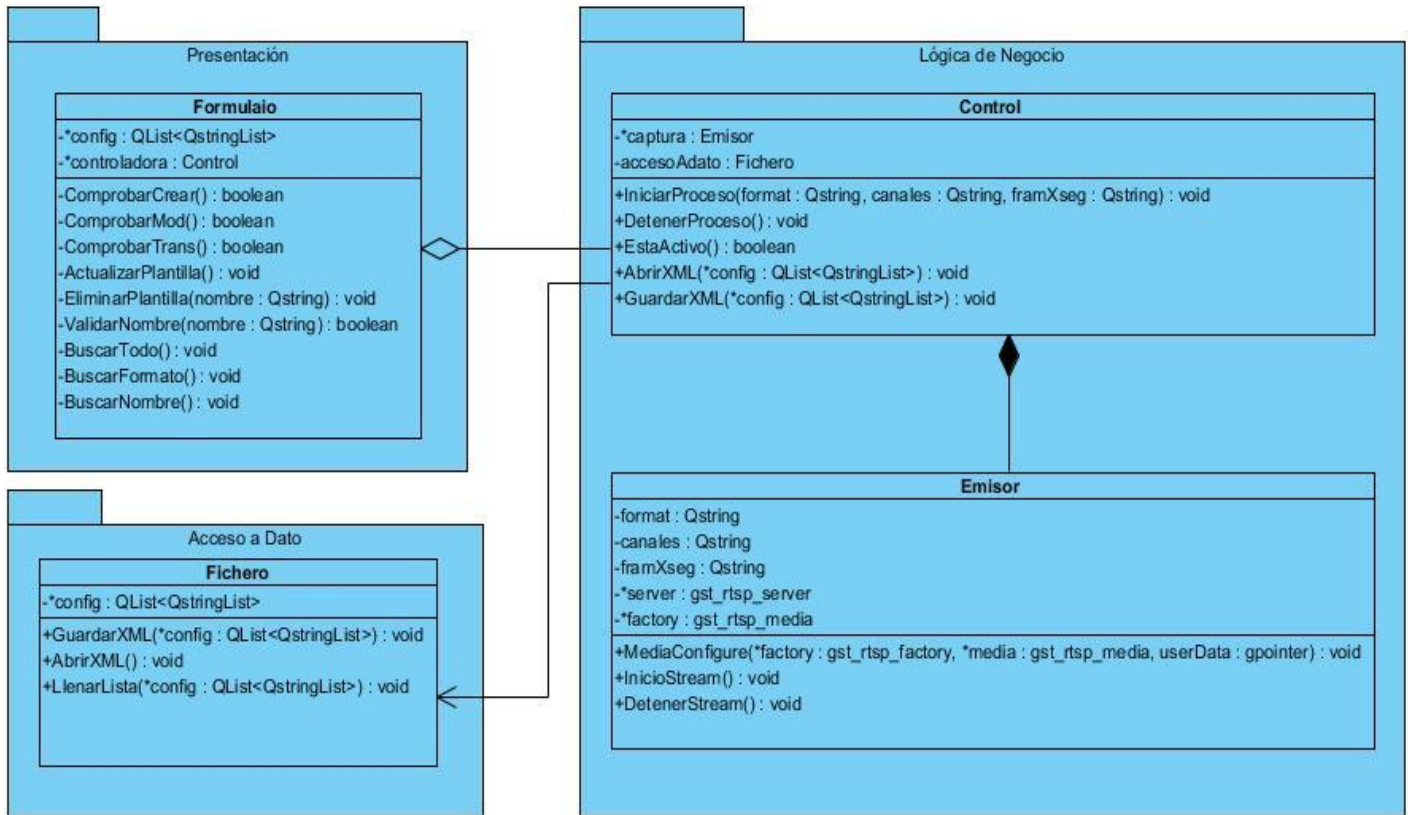 Presentación
Formulaio
-*config : QList<QstringList>
-*controladora : Control
-ComprobarCrear() : boolean
-ComprobarMod() : boolean
-ComprobarTrans() : boolean
-ActualizarPlantilla() : void
-EliminarPlantilla(nombre : Qstring) : void
-ValidarNombre(nombre : Qstring) : boolean
-BuscarTodo() : void
-BuscarFormato() : void
-BuscarNombre() : void
Lógica de Negocio
Control
-*captura : Emisor
-accesoAdato : Fichero
+IniciarProceso(format : Qstring, canales : Qstring, framXseg : Qstring) : void
+DetenerProceso() : void
+EstaActivo() : boolean
+AbrirXML(*config : QList<QstringList>) : void
+GuardarXML(*config : QList<QstringList>) : void
Emisor
-format : Qstring
-canales : Qstring
-framXseg : Qstring
-*server : gst_rtsp_server
-*factory : gst_rtsp_media
+MediaConfigure(*factory : gst_rtsp_factory, *media : gst_rtsp_media, userData : gpointer) : void
+InicioStream() : void
+DetenerStream() : void
Acceso a Dato
Fichero
-*config : QList<QstringList>
+GuardarXML(*config : QList<QstringList>) : void
+AbrirXML() : void
+LlenarLista(*config : QList<QstringList>) : void